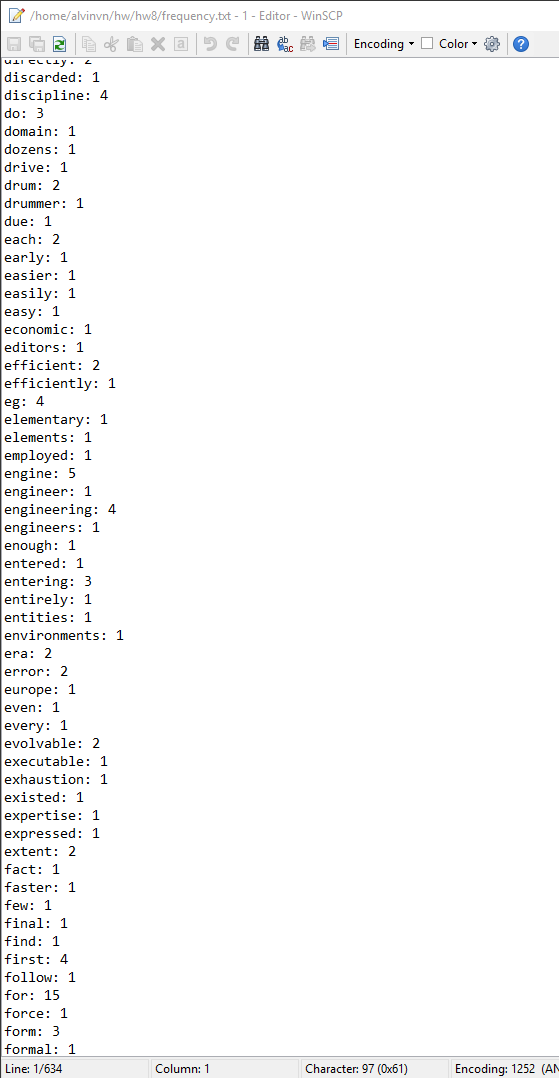 /home/alvinvn/hw/hw8/frequency.txt - 1 - Editor - WinSCP
Encoding Color
directly: 2
discarded: 1
discipline: 4
do: 3
domain: 1
dozens: 1
drive: 1
drum: 2
drummer: 1
due: 1
each: 2
early: 1
easier: 1
easily: 1
easy: 1
economic: 1
editors: 1
efficient: 2
efficiently: 1
eg: 4
elementary: 1
elements: 1
employed: 1
engine: 5
engineer: 1
engineering: 4
engineers: 1
enough: 1
entered: 1
entering: 3
entirely: 1
entities: 1
environments: 1
era: 2
error: 2
europe: 1
even: 1
every: 1
evolvable: 2
executable: 1
exhaustion: 1
existed: 1
expertise: 1
expressed: 1
extent: 2
fact: 1
faster: 1
few: 1
final: 1
find: 1
first: 4
follow: 1
for: 15
force: 1
form: 3
formal: 1
Line: 1/634 Column: 1 Character: 97 (0x61) Encoding: 1252 (AN